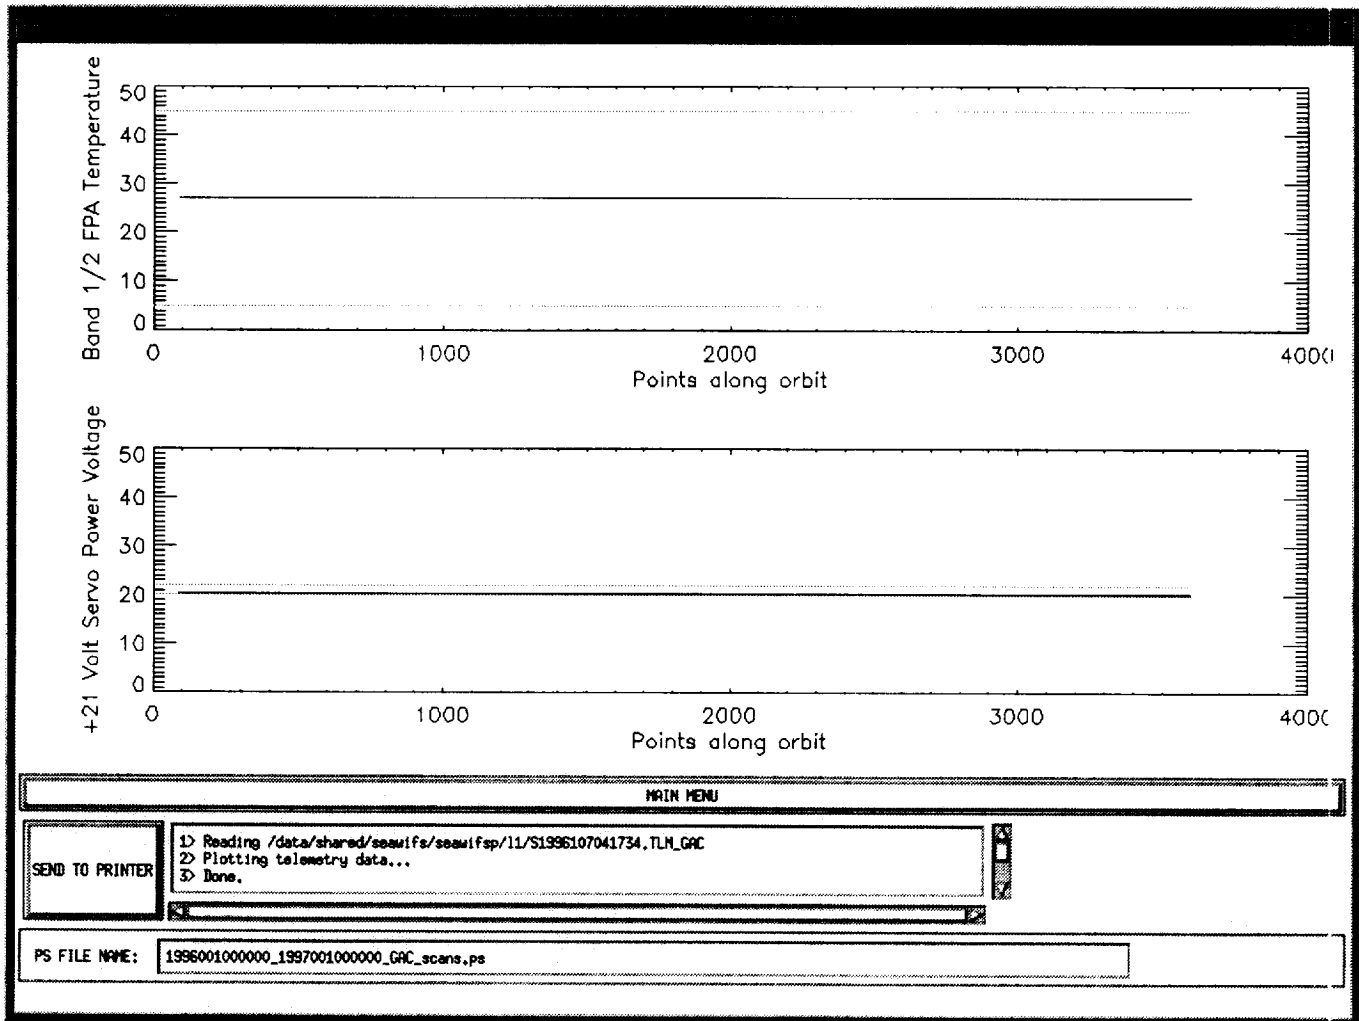 Band 1/2 FPA Temperature
50
40
30
20
10
0
0 1000 2000 3000 4000
Points along orbit
+21 Volt Servo Power Voltage
50
40
30
20
10
0
0 1000 2000 3000 4000
Points along orbit
MAIN MENU
SEND TO PRINTER
1> Reading /data/shared/seawifs/seawifsp/l1/S1996107041734.TLM_GAC
2> Plotting telemetry data...
3> Done.
PS FILE NAME: 1996001000000_1997001000000_GAC_scans.ps